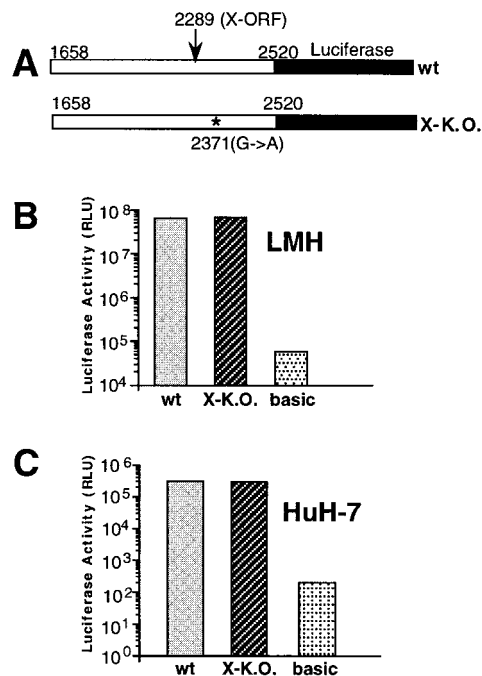 2289 (X-ORF)
A
1658 2520 Luciferase
wt
1658 2520
*
X-K.O.
2371(G->A)
B
Luciferase Activity (RLU)
10^8
10^7
10^6
10^5
10^4
LMH
wt X-K.O. basic
C
Luciferase Activity (RLU)
10^6
10^5
10^4
10^3
10^2
10^1
10^0
HuH-7
wt X-K.O. basic